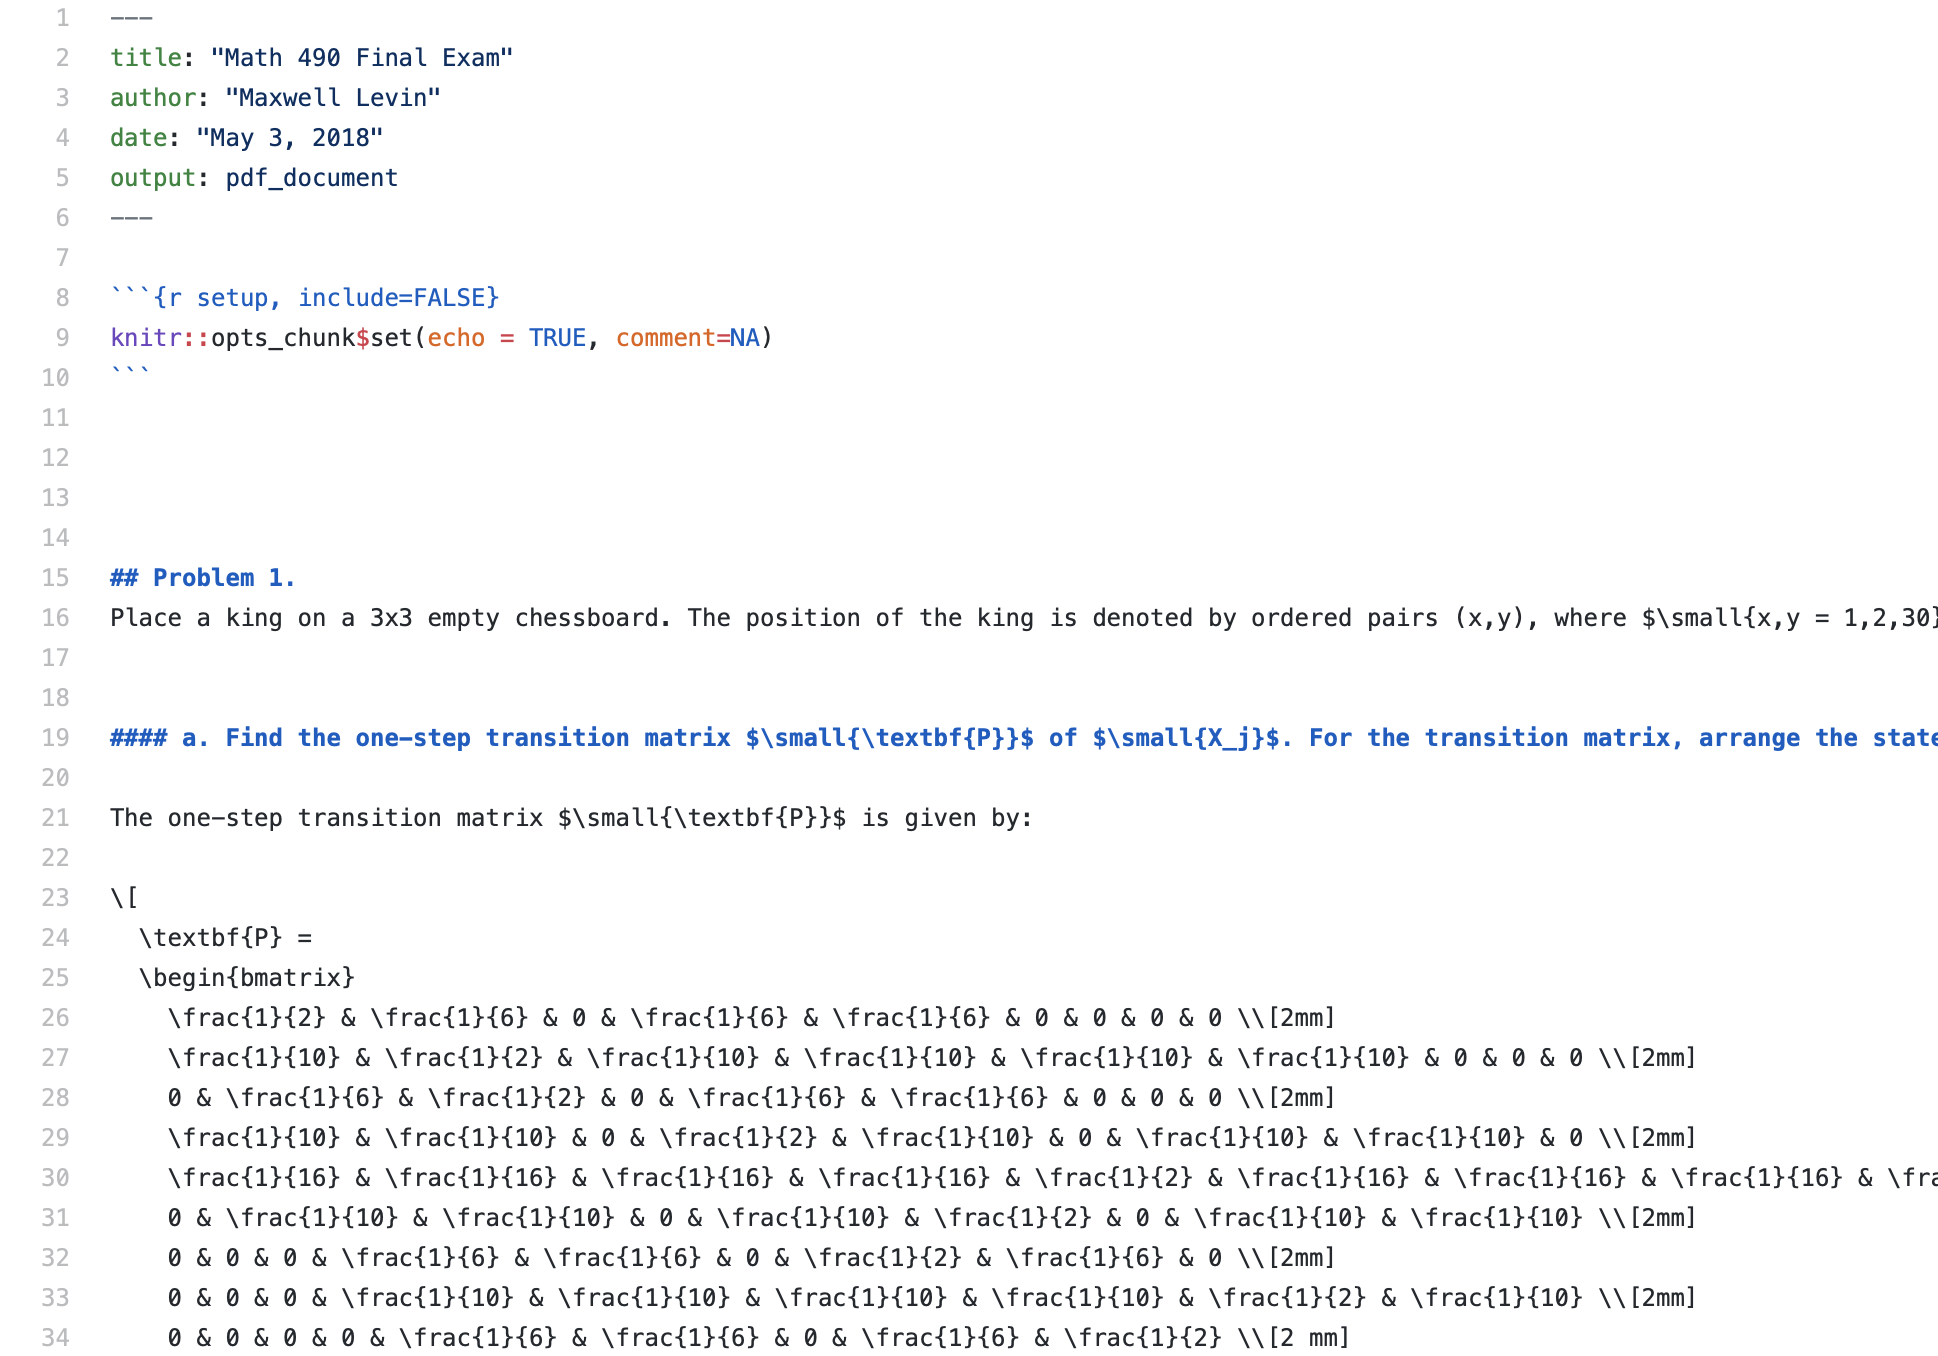 1 ---
2 title: "Math 490 Final Exam"
3 author: "Maxwell Levin"
4 date: "May 3, 2018"
5 output: pdf_document
6 ---
7
8 ```{r setup, include=FALSE}
9 knitr::opts_chunk$set(echo = TRUE, comment=NA)
10 ```
11
12
13
14
15 ## Problem 1.
16 Place a king on a 3x3 empty chessboard. The position of the king is denoted by ordered pairs (x,y), where $\small{x,y = 1,2,30}
17
18
19 #### a. Find the one-step transition matrix $\small{\textbf{P}}$ of $\small{X_j}$. For the transition matrix, arrange the state
20
21 The one-step transition matrix $\small{\textbf{P}}$ is given by:
22
23 \[
24   \textbf{P} =
25   \begin{bmatrix}
26     \frac{1}{2} & \frac{1}{6} & 0 & \frac{1}{6} & \frac{1}{6} & 0 & 0 & 0 & 0 \\[2mm]
27     \frac{1}{10} & \frac{1}{2} & \frac{1}{10} & \frac{1}{10} & \frac{1}{10} & \frac{1}{10} & 0 & 0 & 0 \\[2mm]
28     0 & \frac{1}{6} & \frac{1}{2} & 0 & \frac{1}{6} & \frac{1}{6} & 0 & 0 & 0 \\[2mm]
29     \frac{1}{10} & \frac{1}{10} & 0 & \frac{1}{2} & \frac{1}{10} & 0 & \frac{1}{10} & \frac{1}{10} & 0 \\[2mm]
30     \frac{1}{16} & \frac{1}{16} & \frac{1}{16} & \frac{1}{16} & \frac{1}{2} & \frac{1}{16} & \frac{1}{16} & \frac{1}{16} & \fra
31     0 & \frac{1}{10} & \frac{1}{10} & 0 & \frac{1}{10} & \frac{1}{2} & 0 & \frac{1}{10} & \frac{1}{10} \\[2mm]
32     0 & 0 & 0 & \frac{1}{6} & \frac{1}{6} & 0 & \frac{1}{2} & \frac{1}{6} & 0 \\[2mm]
33     0 & 0 & 0 & \frac{1}{10} & \frac{1}{10} & \frac{1}{10} & \frac{1}{10} & \frac{1}{2} & \frac{1}{10} \\[2mm]
34     0 & 0 & 0 & 0 & \frac{1}{6} & \frac{1}{6} & 0 & \frac{1}{6} & \frac{1}{2} \\[2 mm]